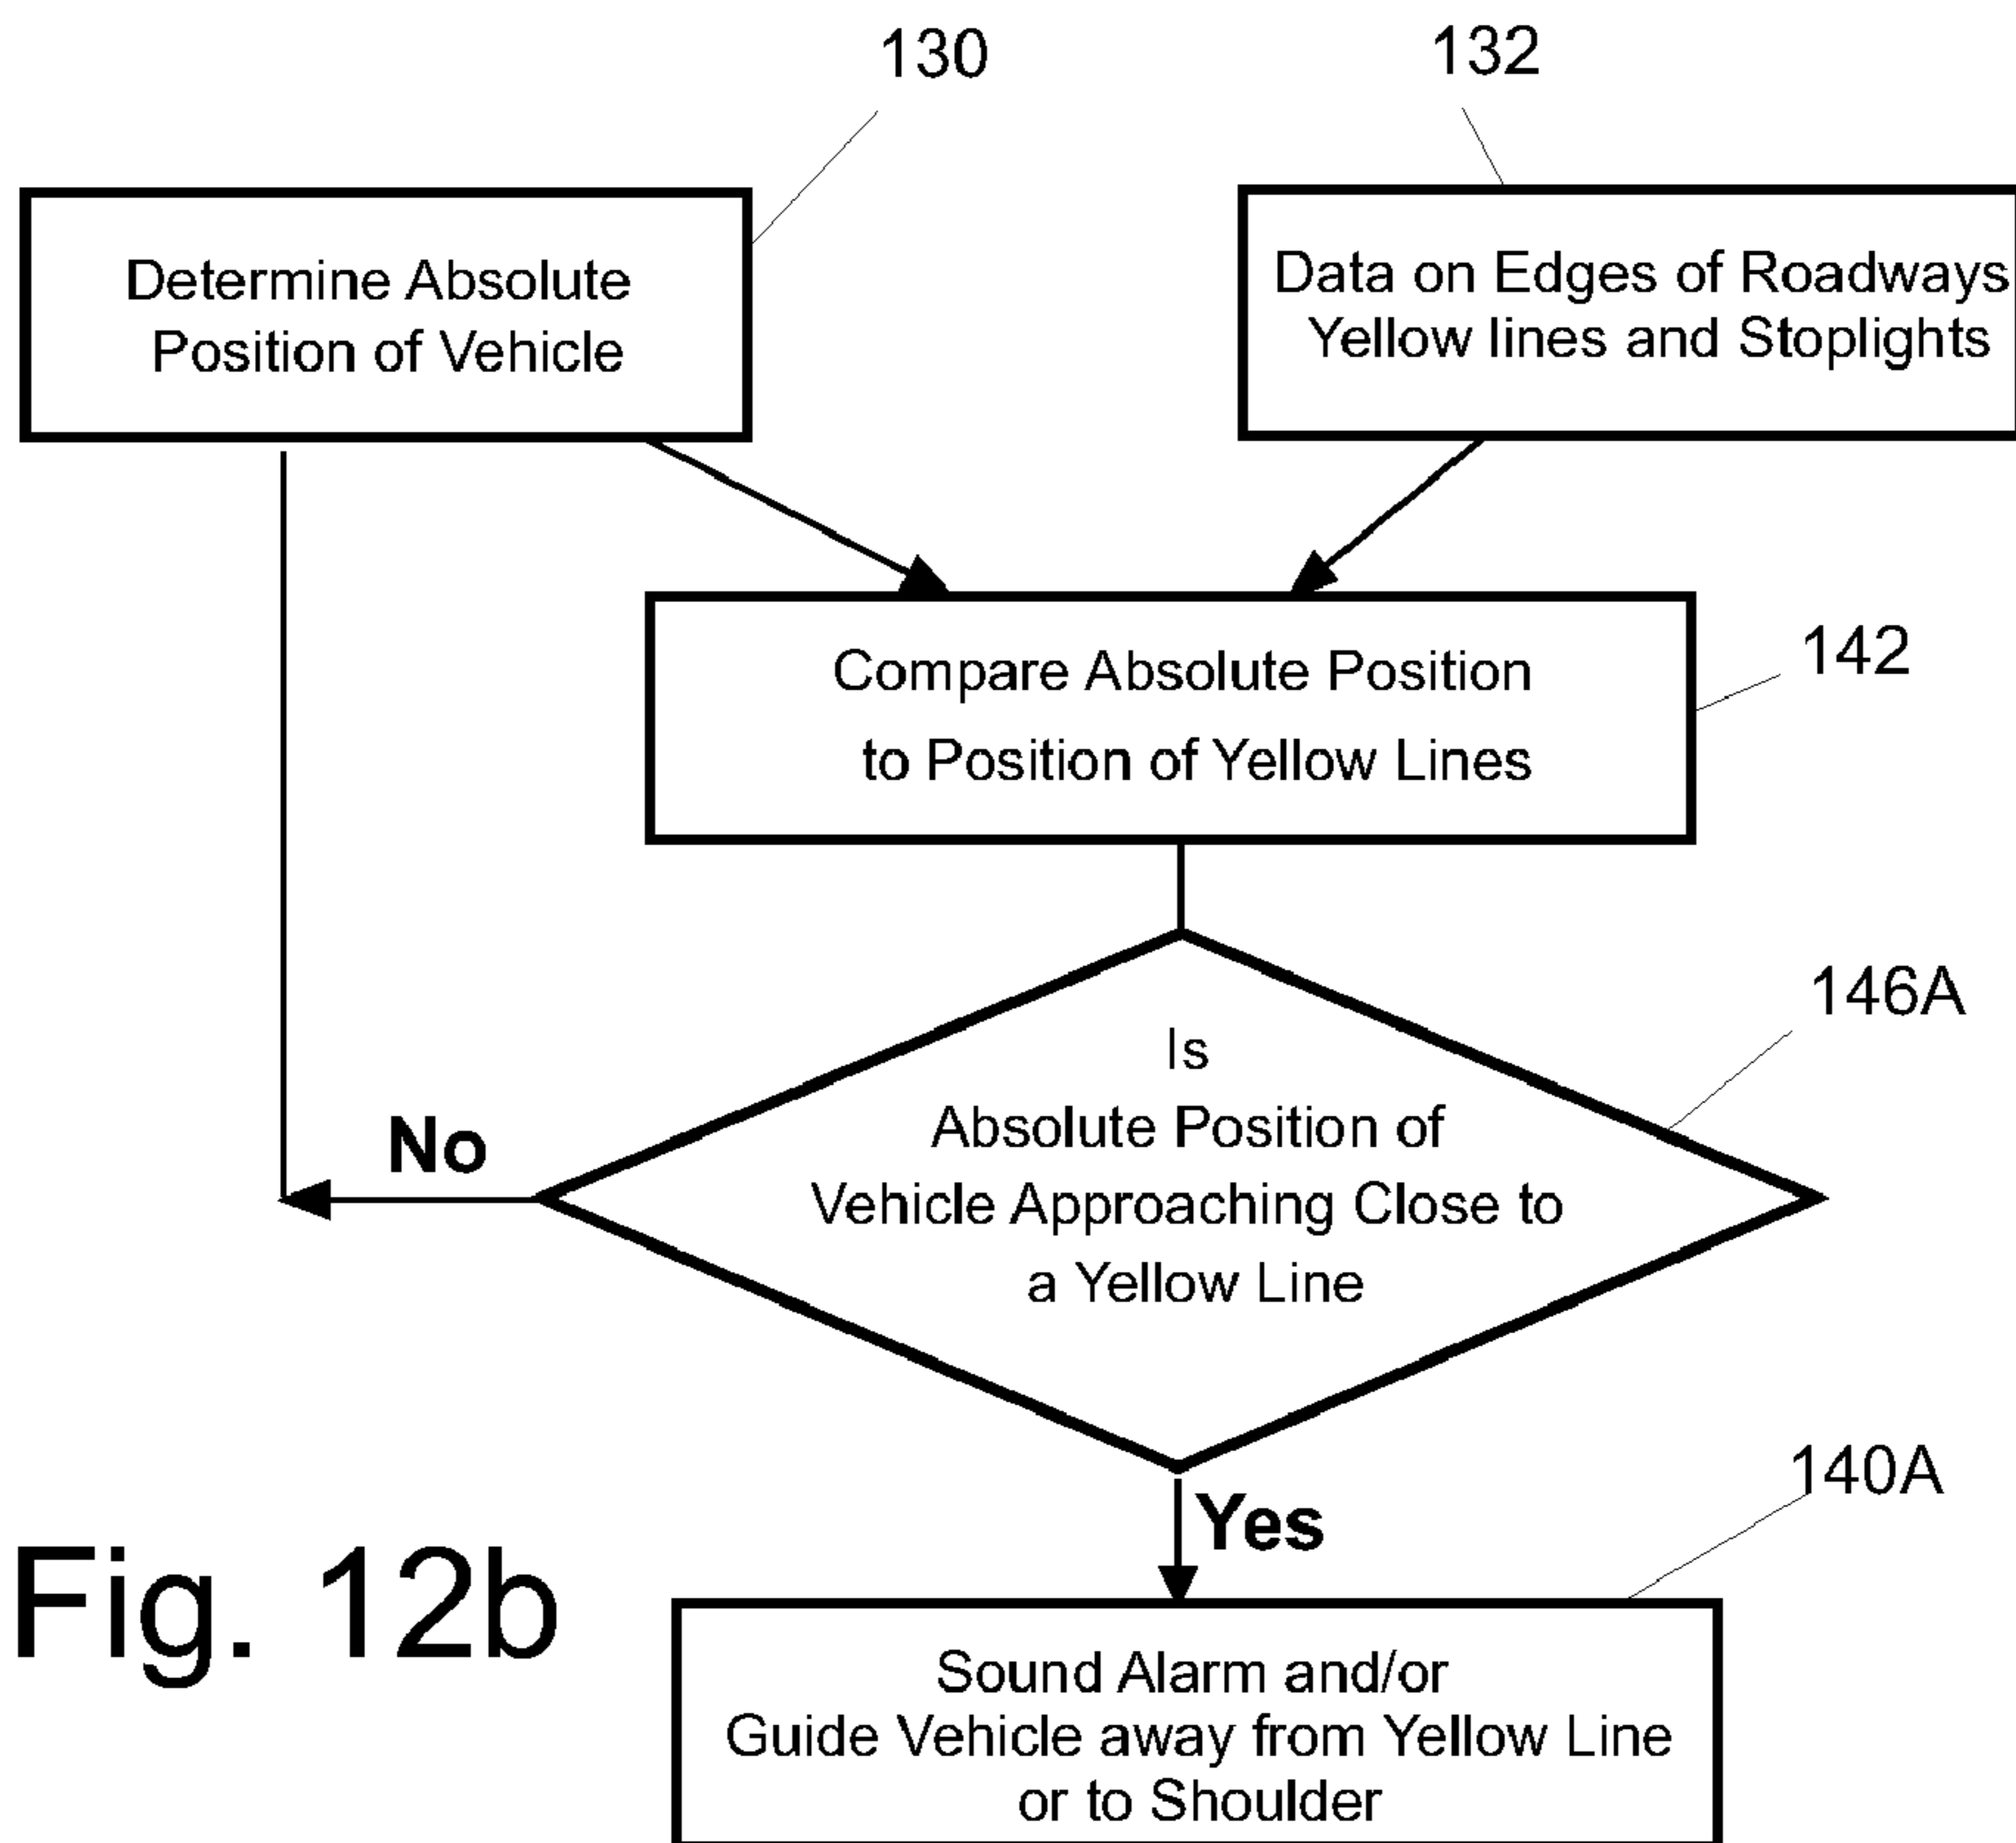 130
132
Determine Absolute
Position of Vehicle
Data on Edges of Roadways
Yellow lines and Stoplights
Compare Absolute Position
to Position of Yellow Lines
142
146A
Is
Absolute Position of
Vehicle Approaching Close to
a Yellow Line
No
Yes
140A
Sound Alarm and/or
Guide Vehicle away from Yellow Line
or to Shoulder
Fig. 12b